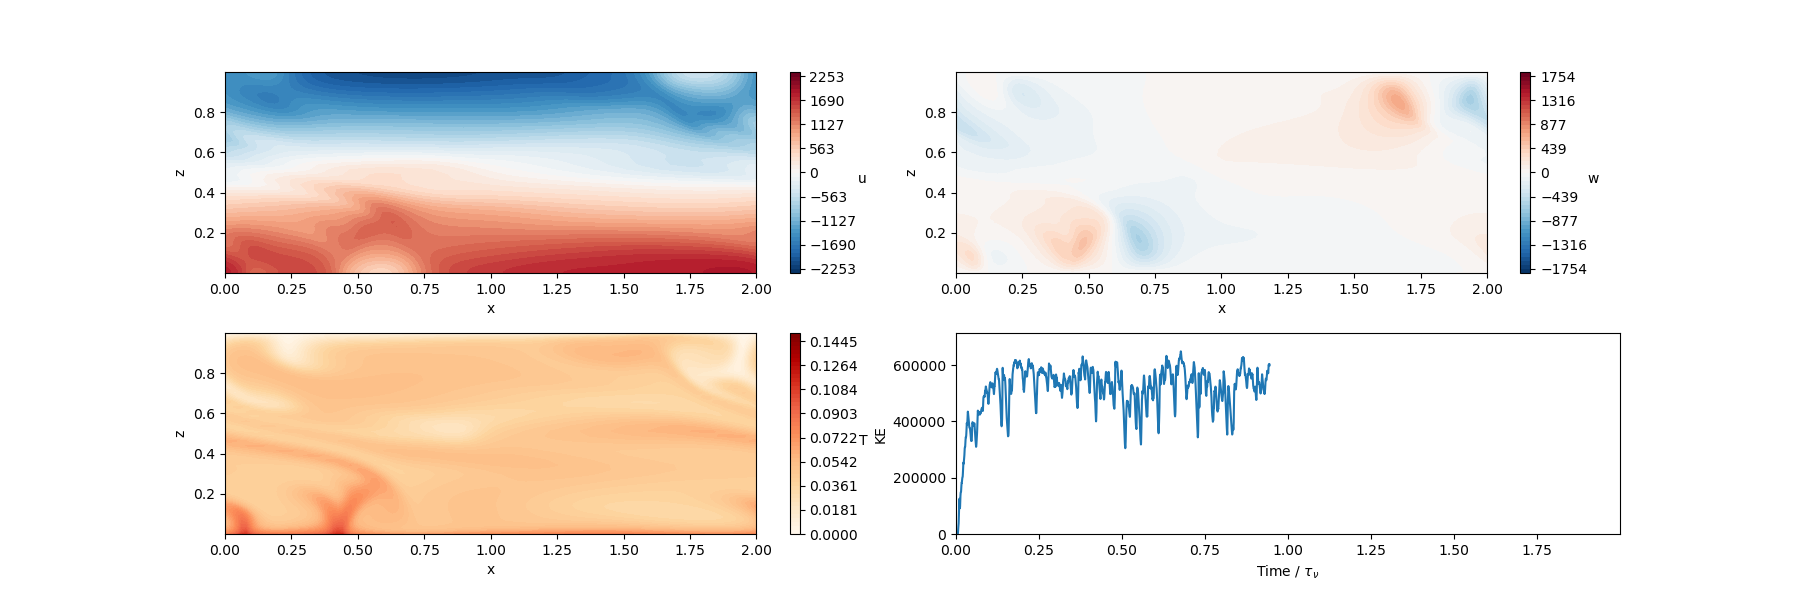 0.8
0.6
0.4
0.2
z
0.00 0.25 0.50 0.75 1.00 1.25 1.50 1.75 2.00
x
2253
1690
1127
563
0
−563
−1127
−1690
−2253
u
0.8
0.6
0.4
0.2
z
0.00 0.25 0.50 0.75 1.00 1.25 1.50 1.75 2.00
x
1754
1316
877
439
0
−439
−877
−1316
−1754
w
0.8
0.6
0.4
0.2
z
0.00 0.25 0.50 0.75 1.00 1.25 1.50 1.75 2.00
x
0.1445
0.1264
0.1084
0.0903
0.0722
0.0542
0.0361
0.0181
0.0000
T
KE
600000
400000
200000
0
0.00 0.25 0.50 0.75 1.00 1.25 1.50 1.75
Time / τν